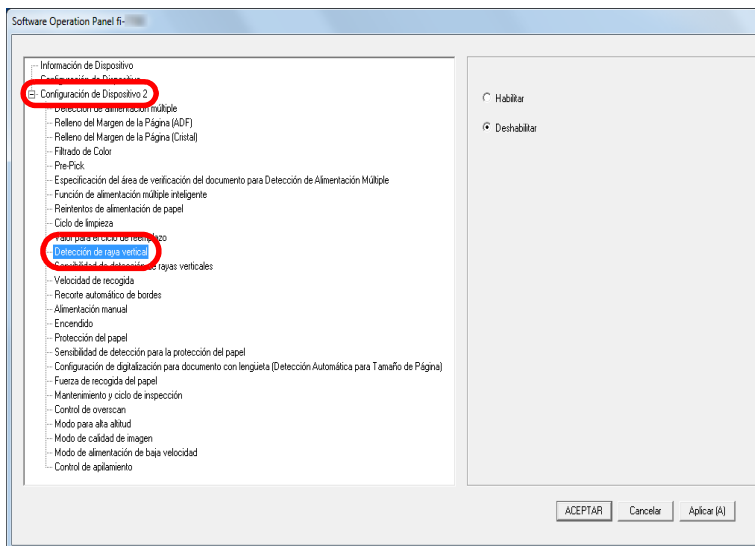 Software Operation Panel fi-
Información de Dispositivo
Configuración de Dispositivo
Configuración de Dispositivo 2
Detección de alimentación múltiple
Relleno del Margen de la Página (ADF)
Relleno del Margen de la Página (Cristal)
Filtrado de Color
Pre-Pick
Especificación del área de verificación del documento para Detección de Alimentación Múltiple
Función de alimentación múltiple inteligente
Reintentos de alimentación de papel
Ciclo de limpieza
Valor para el ciclo de reemplazo
Detección de raya vertical
Sensibilidad de detección de rayas verticales
Velocidad de recogida
Recorte automático de bordes
Alimentación manual
Encendido
Protección del papel
Sensibilidad de detección para la protección del papel
Configuración de digitalización para documento con lengüeta (Detección Automática para Tamaño de Página)
Fuerza de recogida del papel
Mantenimiento y ciclo de inspección
Control de overscan
Modo para alta altitud
Modo de calidad de imagen
Modo de alimentación de baja velocidad
Control de apilamiento
Habilitar
Deshabilitar
ACEPTAR Cancelar Aplicar (A)